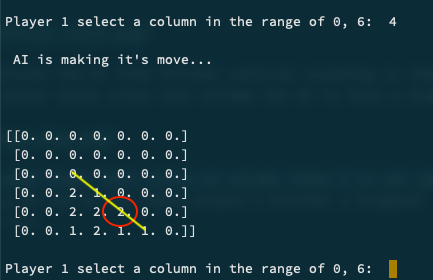 Player 1 select a column in the range of 0, 6:  4
AI is making it's move...
[[0. 0. 0. 0. 0. 0. 0.]
[0. 0. 0. 0. 0. 0. 0.]
[0. 0. 0. 0. 0. 0. 0.]
[0. 0. 2. 1. 0. 0. 0.]
[0. 0. 2. 2. 2. 0. 0.]
[0. 0. 1. 2. 1. 1. 0.]]
Player 1 select a column in the range of 0, 6: